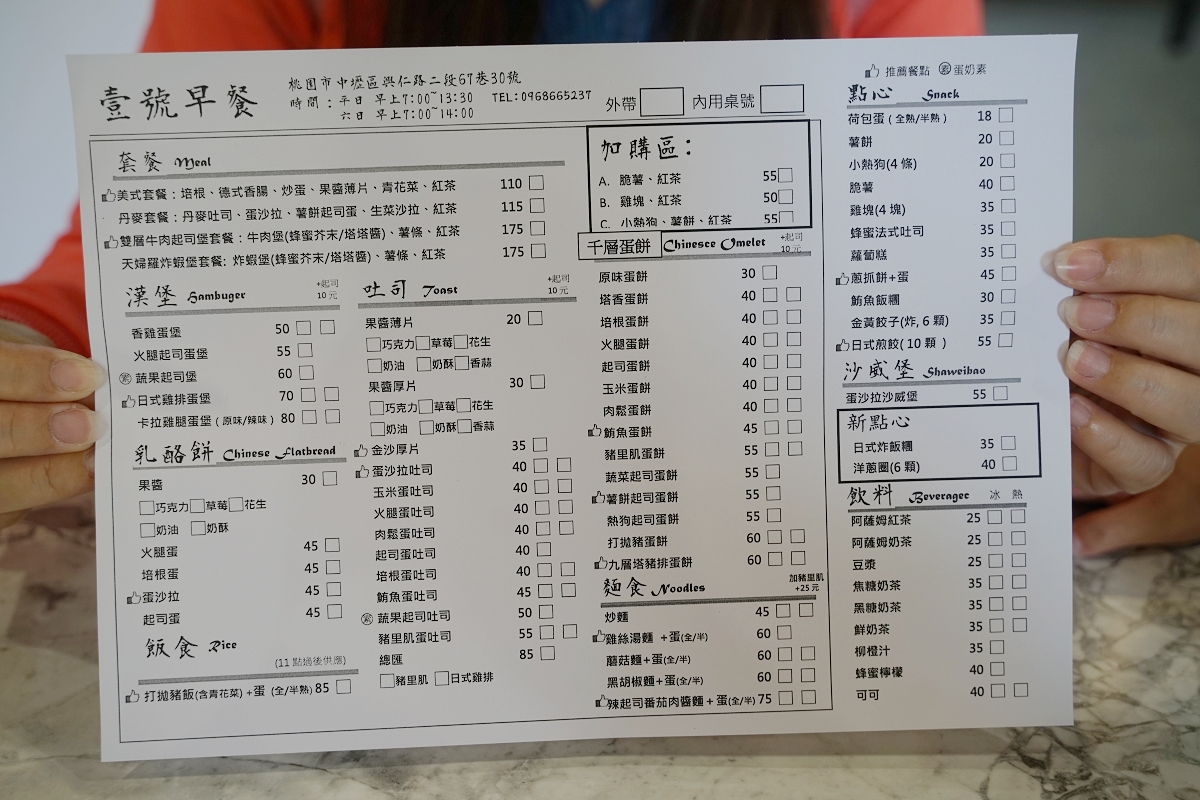 壹號早餐
桃園市中壢區興仁路二段67巷30號
時間：平日 早上7:00~13:30 TEL:0968665237
六日 早上7:00~14:00
外帶 內用桌號
套餐 Meal
美式套餐：培根、德式香腸、炒蛋、果醬薄片、青花菜、紅茶 110
丹麥套餐：丹麥吐司、蛋沙拉、薯餅起司蛋、生菜沙拉、紅茶 115
雙層牛肉起司堡套餐：牛肉堡(蜂蜜芥末/塔塔醬)、薯條、紅茶 175
天婦羅炸蝦堡套餐: 炸蝦堡(蜂蜜芥末/塔塔醬)、薯條、紅茶 175
加購區：
A. 脆薯、紅茶 55
B. 雞塊、紅茶 50
C. 小熱狗、薯餅、紅茶 55
漢堡 Hambuger +起司 10元
香雞蛋堡 50
火腿起司蛋堡 55
素 蔬果起司堡 60
日式雞排蛋堡 70
卡拉雞腿蛋堡 (原味/辣味) 80
乳酪餅 Chinese Flatbread
果醬 30
巧克力 草莓 花生
奶油 奶酥
火腿蛋 45
培根蛋 45
蛋沙拉 45
起司蛋 45
飯食 Rice
(11 點過後供應)
打拋豬飯(含青花菜) +蛋 (全/半熟) 85
吐司 Toast +起司 10元
果醬薄片 20
巧克力 草莓 花生
奶油 奶酥 香蒜
果醬厚片 30
巧克力 草莓 花生
奶油 奶酥 香蒜
金沙厚片 35
蛋沙拉吐司 40
玉米蛋吐司 40
火腿蛋吐司 40
肉鬆蛋吐司 40
起司蛋吐司 40
培根蛋吐司 40
鮪魚蛋吐司 45
素 蔬果起司吐司 50
豬里肌蛋吐司 55
總匯 85
豬里肌 日式雞排
千層蛋餅 Chinesee Omelet +起司 10元
原味蛋餅 30
塔香蛋餅 40
培根蛋餅 40
火腿蛋餅 40
起司蛋餅 40
玉米蛋餅 40
肉鬆蛋餅 40
鮪魚蛋餅 45
豬里肌蛋餅 55
蔬菜起司蛋餅 55
薯餅起司蛋餅 55
熱狗起司蛋餅 55
打拋豬蛋餅 60
九層塔豬排蛋餅 60
麵食 Noodles 加豬里肌 +25元
炒麵 45
雞絲湯麵 +蛋(全/半) 60
蘑菇麵+蛋(全/半) 60
黑胡椒麵+蛋(全/半) 60
辣起司番茄肉醬麵+蛋(全/半) 75
推薦餐點 素 蛋奶素
點心 Snack
荷包蛋 (全熟/半熟) 18
薯餅 20
小熱狗(4 條) 20
脆薯 40
雞塊(4 塊) 35
蜂蜜法式吐司 35
蘿蔔糕 35
蔥抓餅+蛋 45
鮪魚飯糰 30
金黃餃子(炸, 6 顆) 35
日式煎餃(10 顆) 55
沙威堡 Shaweibao
蛋沙拉沙威堡 55
新點心
日式炸飯糰 35
洋蔥圈(6 顆) 40
飲料 Beverager 冰 熱
阿薩姆紅茶 25
阿薩姆奶茶 25
豆漿 25
焦糖奶茶 35
黑糖奶茶 35
鮮奶茶 35
柳橙汁 35
蜂蜜檸檬 40
可可 40